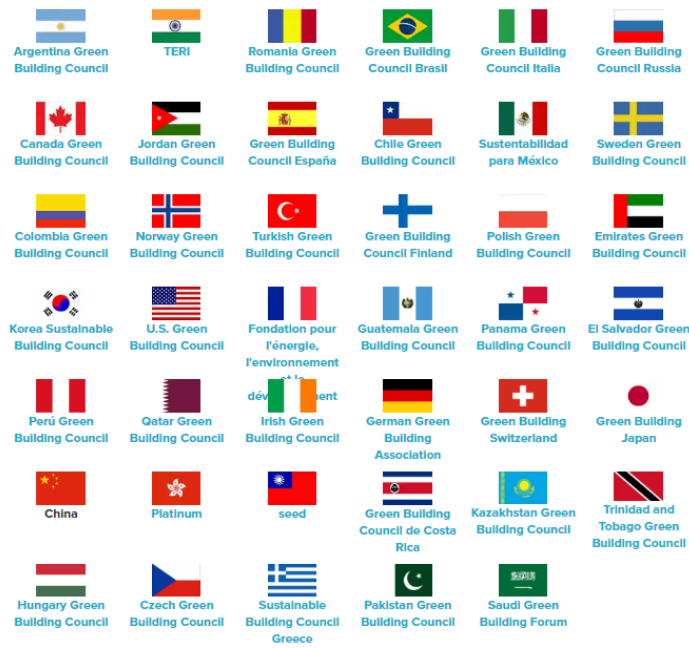 Argentina Green
Building Council
TERI
Romania Green
Building Council
Green Building
Council Brasil
Green Building
Council Italia
Green Building
Council Russia
Canada Green
Building Council
Jordan Green
Building Council
Green Building
Council España
Chile Green
Building Council
Sustentabilidad
para México
Sweden Green
Building Council
Colombia Green
Building Council
Norway Green
Building Council
Turkish Green
Building Council
Green Building
Council Finland
Polish Green
Building Council
Emirates Green
Building Council
Korea Sustainable
Building Council
U.S. Green
Building Council
Fondation pour
l'énergie,
l'environnement
Guatemala Green
Building Council
Panama Green
Building Council
El Salvador Green
Building Council
Perú Green
Building Council
Qatar Green
Building Council
Irish Green
Building Council
German Green
Building
Association
Green Building
Switzerland
Green Building
Japan
China
Platinum
seed
Green Building
Council de Costa
Rica
Kazakhstan Green
Building Council
Trinidad and
Tobago Green
Building Council
Hungary Green
Building Council
Czech Green
Building Council
Sustainable
Building Council
Greece
Pakistan Green
Building Council
Saudi Green
Building Forum